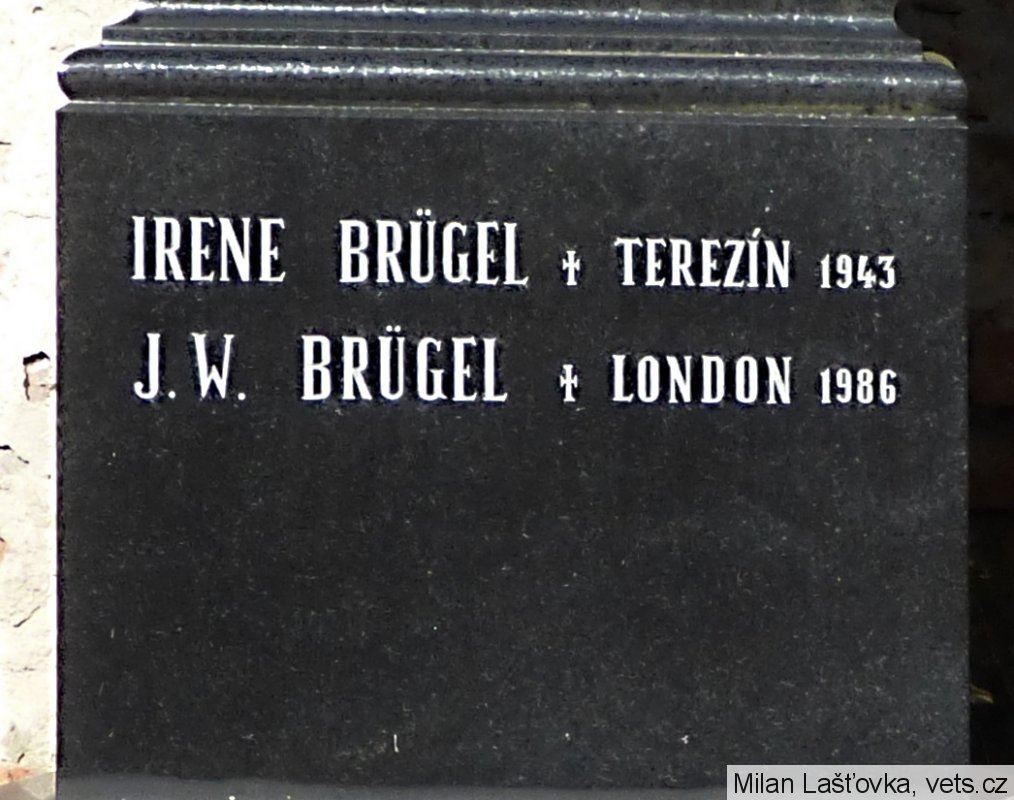 IRENE BRÜGEL ✝ TEREZÍN 1943
J. W. BRÜGEL ✝ LONDON 1986
Milan Lašťovka, vets.cz